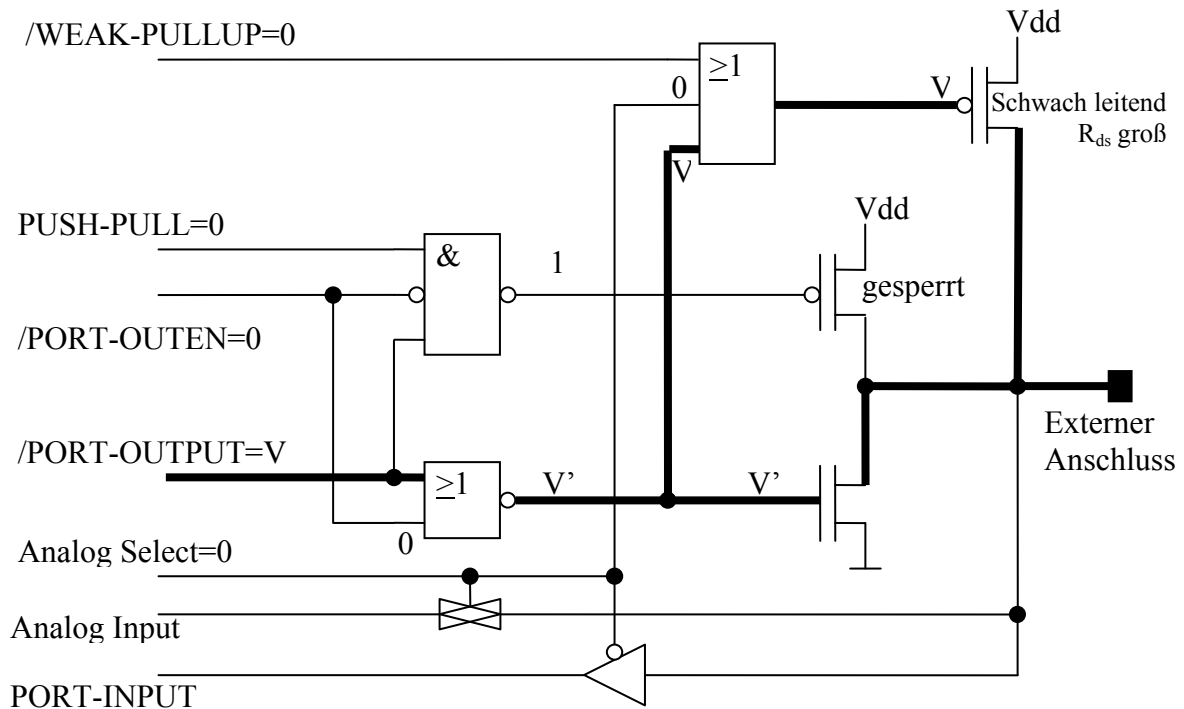 /WEAK-PULLUP=0
Vdd
≥1
0
V
V
Schwach leitend
Rds groß
PUSH-PULL=0
Vdd
&
1
gesperrt
/PORT-OUTEN=0
/PORT-OUTPUT=V
Externer
Anschluss
≥1
V’
V’
0
Analog Select=0
Analog Input
PORT-INPUT